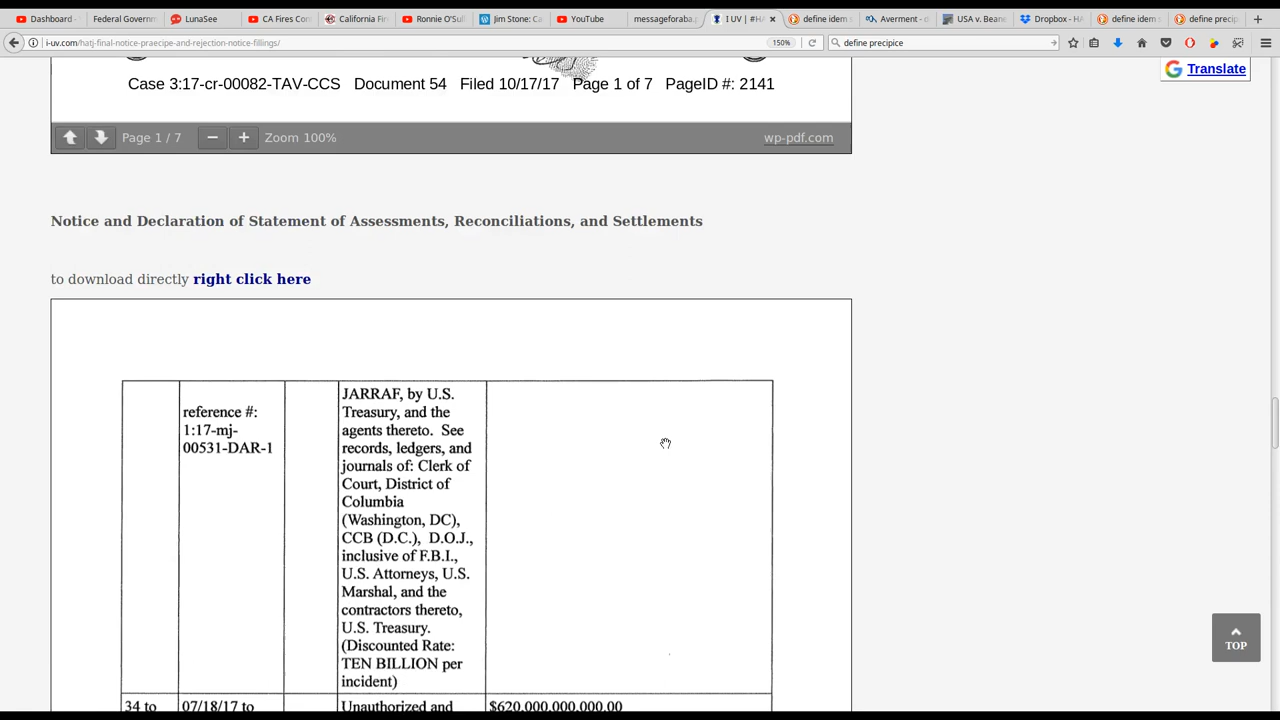 Dashboard -
Federal Governm
LunaSee
CA Fires Con
California Fire
Ronnie O'Sul
Jim Stone: Ca
YouTube
messageforaba.p
I UV | #HA
define idem s
Averment - d
USA v. Beane
Dropbox - HA
define idem s
define precip
i-uv.com/hatj-final-notice-praecipe-and-rejection-notice-fillings/
150%
define precipice
Translate
Case 3:17-cr-00082-TAV-CCS Document 54 Filed 10/17/17 Page 1 of 7 PageID #: 2141
Page 1 / 7
Zoom 100%
wp-pdf.com
Notice and Declaration of Statement of Assessments, Reconciliations, and Settlements
to download directly right click here
reference #:
1:17-mj-
00531-DAR-1
JARRAF, by U.S.
Treasury, and the
agents thereto. See
records, ledgers, and
journals of: Clerk of
Court, District of
Columbia
(Washington, DC),
CCB (D.C.), D.O.J.,
inclusive of F.B.I.,
U.S. Attorneys, U.S.
Marshal, and the
contractors thereto,
U.S. Treasury.
(Discounted Rate:
TEN BILLION per
incident)
34 to
07/18/17 to
Unauthorized and
$620,000,000,000.00
TOP